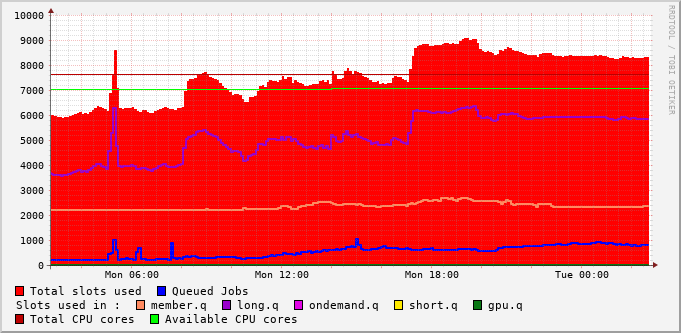 10000
9000
8000
7000
6000
5000
4000
3000
2000
1000
0
Mon 06:00 Mon 12:00 Mon 18:00 Tue 00:00
Total slots used Queued Jobs
Slots used in : member.q long.q ondemand.q short.q gpu.q
Total CPU cores Available CPU cores
RRDTOOL / TOBI OETIKER